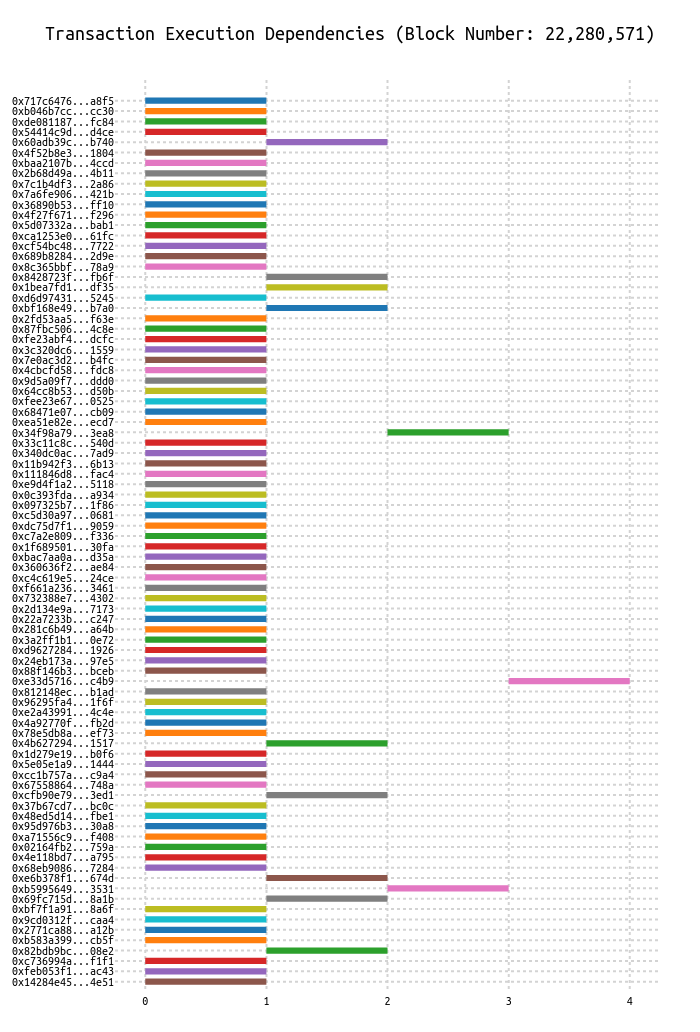 Transaction Execution Dependencies (Block Number: 22,280,571)
0x717c6476...a8f5
0xb046b7cc...cc30
0xde081187...fc84
0x54414c9d...d4ce
0x60adb39c...b740
0x4f52b8e3...1804
0xbaa2107b...4ccd
0x2b68d49a...4b11
0x7c1b4df3...2a86
0x7a6fe906...421b
0x36890b53...ff10
0x4f27f671...f296
0x5d07332a...bab1
0xca1253e0...61fc
0xcf54bc48...7722
0x689b8284...2d9e
0x8c365bbf...78a9
0x8428723f...fb6f
0x1bea7fd1...df35
0xd6d97431...5245
0xbf168e49...b7a0
0x2fd53aa5...f63e
0x87fbc506...4c8e
0xfe23abf4...dcfc
0x3c320dc6...1559
0x7e0ac3d2...b4fc
0x4cbcfd58...fdc8
0x9d5a09f7...ddd0
0x64cc8b53...d50b
0xfee23e67...0525
0x68471e07...cb09
0xea51e82e...ecd7
0x34f98a79...3ea8
0x33c11c8c...540d
0x340dc0ac...7ad9
0x11b942f3...6b13
0x111846d8...fac4
0xe9d4f1a2...5118
0x0c393fda...a934
0x097325b7...1f86
0xc5d30a97...0681
0xdc75d7f1...9059
0xc7a2e809...f336
0x1f689501...30fa
0xbac7aa0a...d35a
0x360636f2...ae84
0xc4c619e5...24ce
0xf661a236...3461
0x732388e7...4302
0x2d134e9a...7173
0x22a7233b...c247
0x281c6b49...a64b
0x3a2ff1b1...0e72
0xd9627284...1926
0x24eb173a...97e5
0x88f146b3...bceb
0xe33d5716...c4b9
0x812148ec...b1ad
0x96295fa4...1f6f
0xe2a43991...4c4e
0x4a92770f...fb2d
0x78e5db8a...ef73
0x4b627294...1517
0x1d279e19...b0f6
0x5e05e1a9...1444
0xcc1b757a...c9a4
0x67558864...748a
0xcfb90e79...3ed1
0x37b67cd7...bc0c
0x48ed5d14...fbe1
0x95d976b3...30a8
0xa71556c9...f408
0x02164fb2...759a
0x4e118bd7...a795
0x68eb9086...7284
0xe6b378f1...674d
0xb5995649...3531
0x69fc715d...8a1b
0xbf7f1a91...8a6f
0x9cd0312f...caa4
0x2771ca88...a12b
0xb583a399...cb5f
0x82bdb9bc...08e2
0xc736994a...f1f1
0xfeb053f1...ac43
0x14284e45...4e51
0 1 2 3 4